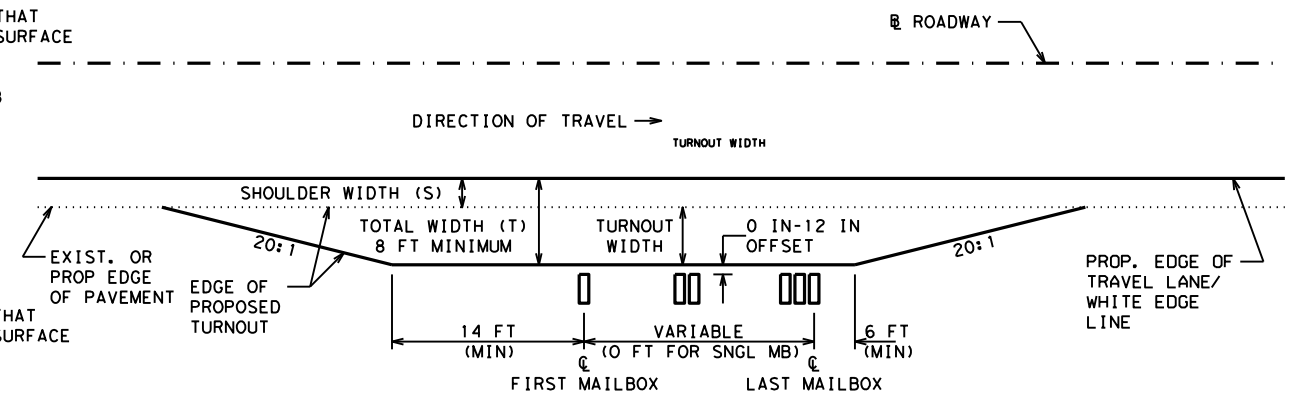 THAT
SURFACE
B
℄ ROADWAY
DIRECTION OF TRAVEL
TURNOUT WIDTH
SHOULDER WIDTH (S)
TOTAL WIDTH (T)
8 FT MINIMUM
TURNOUT
WIDTH
0 IN-12 IN
OFFSET
20:1
20:1
EXIST. OR
PROP EDGE
OF PAVEMENT
EDGE OF
PROPOSED
TURNOUT
PROP. EDGE OF
TRAVEL LANE/
WHITE EDGE
LINE
THAT
SURFACE
14 FT
(MIN)
VARIABLE
(0 FT FOR SNGL MB)
6 FT
(MIN)
℄
FIRST MAILBOX
℄
LAST MAILBOX